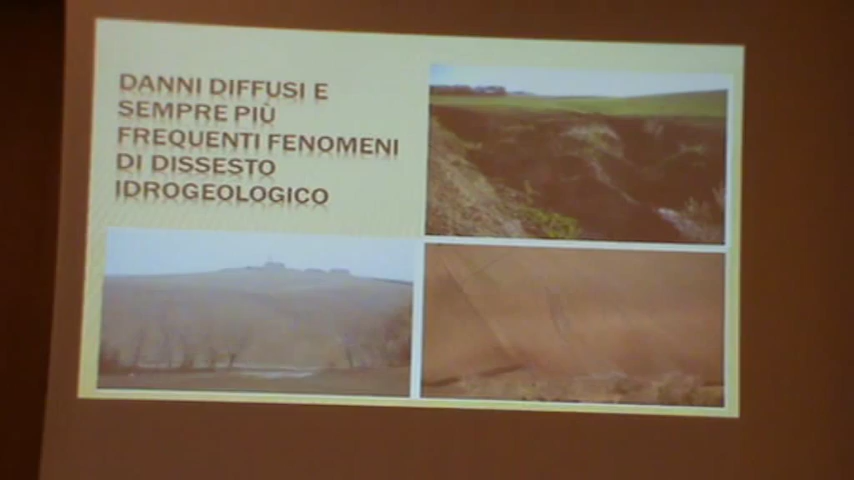 DANNI DIFFUSI E
SEMPRE PIÙ
FREQUENTI FENOMENI
DI DISSESTO
IDROGEOLOGICO